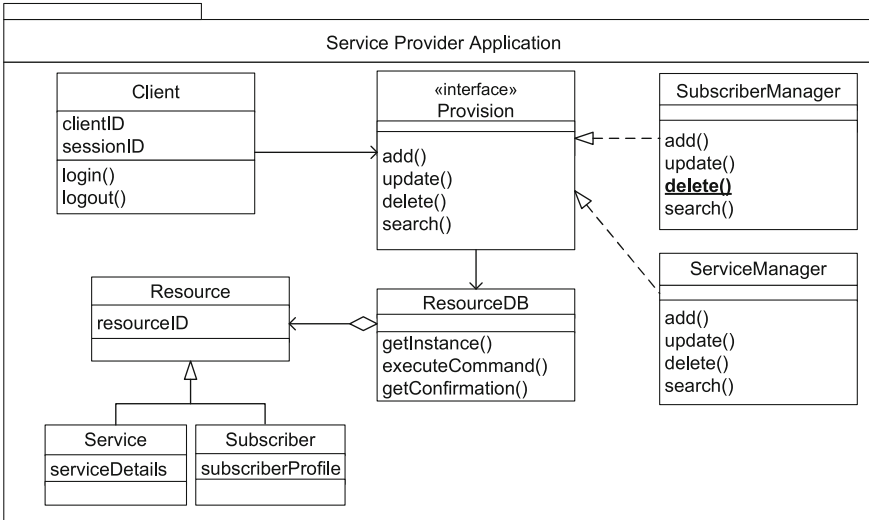 Service Provider Application
Client
clientID
sessionID
login()
logout()
«interface»
Provision
add()
update()
delete()
search()
SubscriberManager
add()
update()
delete()
search()
ServiceManager
add()
update()
delete()
search()
Resource
resourceID
ResourceDB
getInstance()
executeCommand()
getConfirmation()
Service
serviceDetails
Subscriber
subscriberProfile